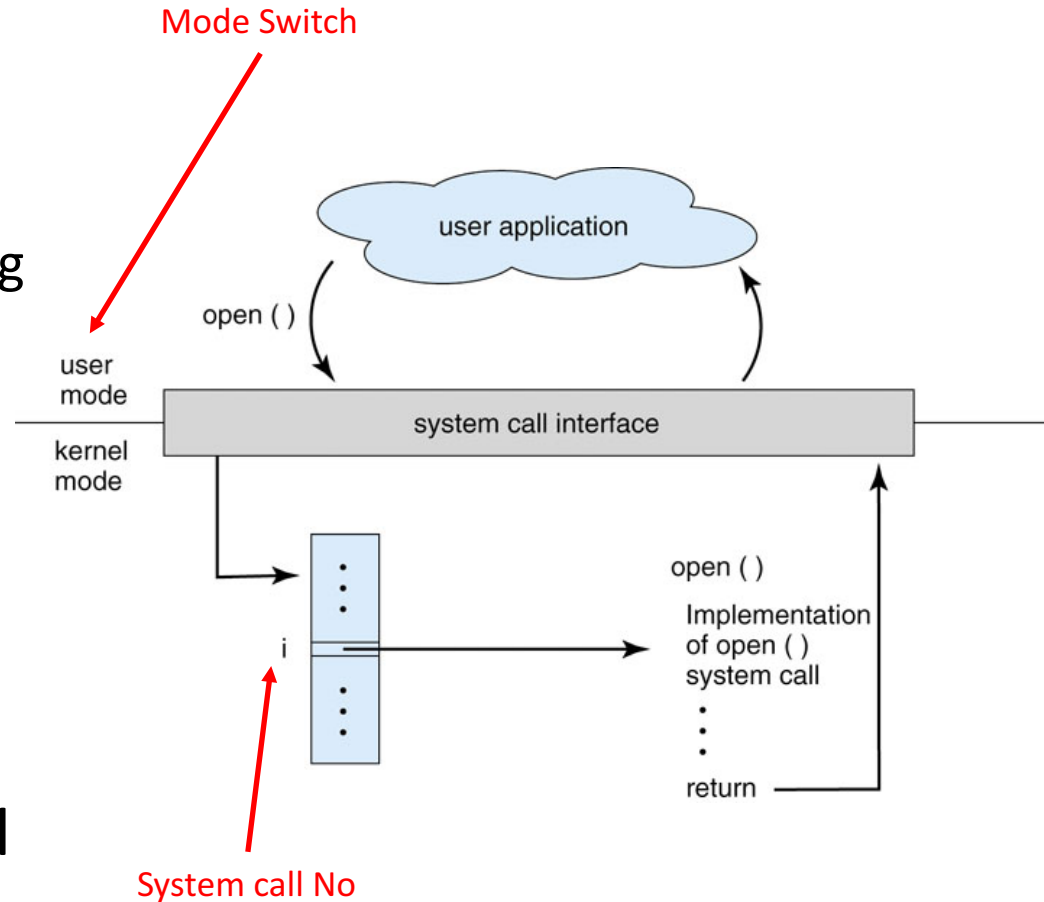 Mode Switch
user application
g
open ( )
user
mode
system call interface
kernel
mode
open ( )
Implementation
of open ( )
system call
i
return
l
System call No